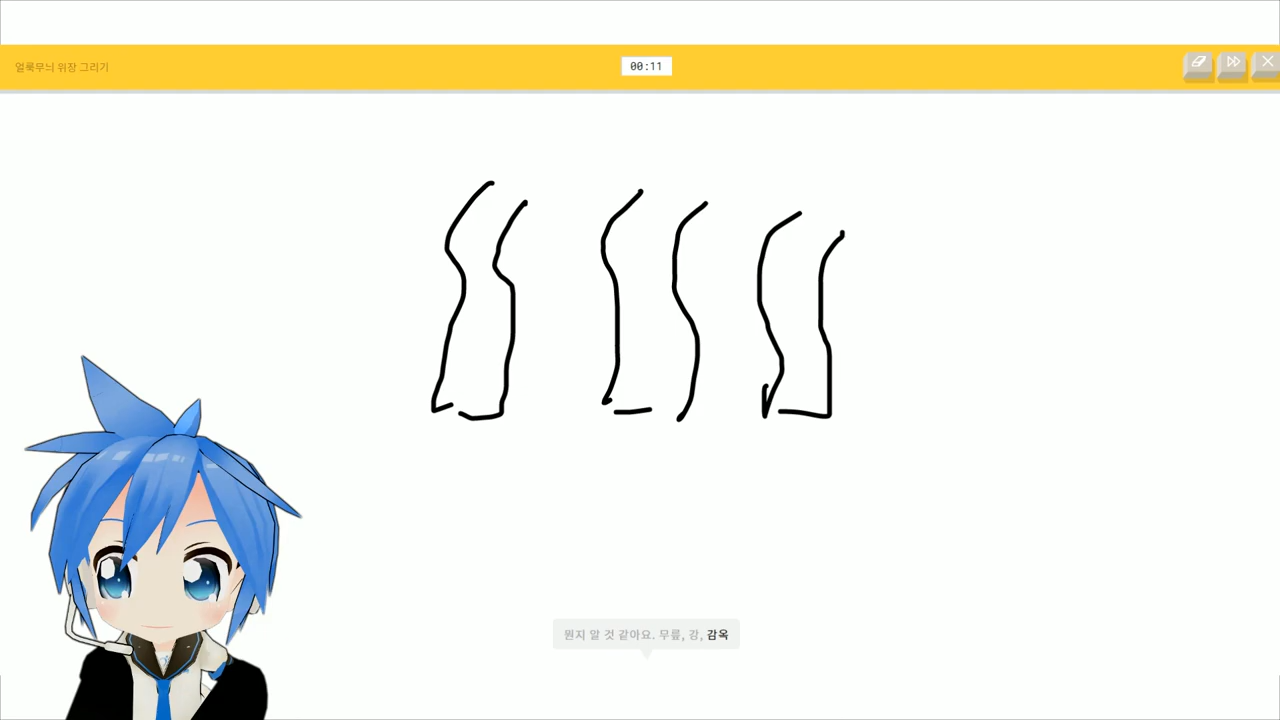 얼룩무늬 위장 그리기
00:11
뭔지 알 것 같아요. 무릎, 강, 감옥